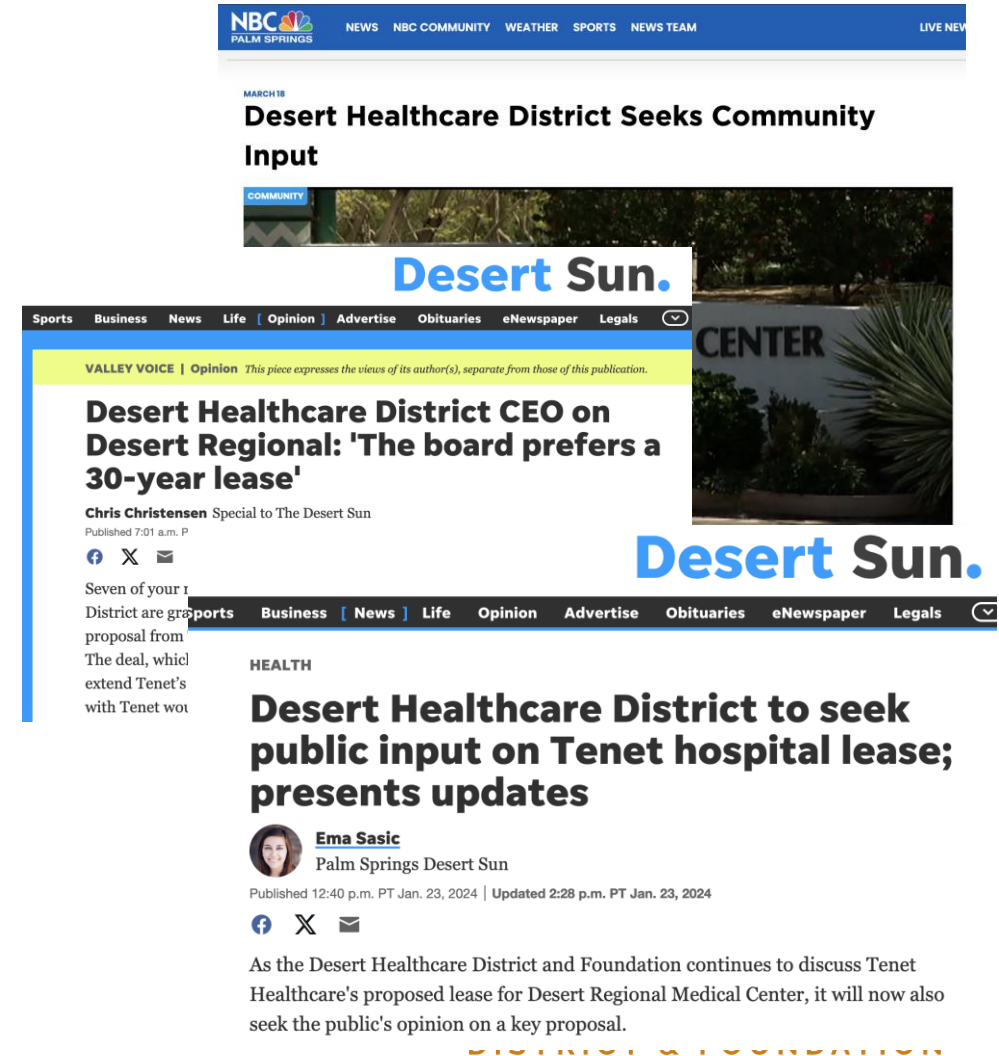 NBC
PALM SPRINGS
NEWS NBC COMMUNITY WEATHER SPORTS NEWS TEAM LIVE NEW
MARCH 18
Desert Healthcare District Seeks Community
Input
COMMUNITY
CENTER
Desert Sun.
Sports Business News Life [ Opinion ] Advertise Obituaries eNewspaper Legals
VALLEY VOICE | Opinion This piece expresses the views of its author(s), separate from those of this publication.
Desert Healthcare District CEO on
Desert Regional: 'The board prefers a
30-year lease'
Chris Christensen Special to The Desert Sun
Published 7:01 a.m. P
Seven of your
District are gra
proposal from
The deal, which
extend Tenet's
with Tenet wou
Desert Sun.
Sports Business [ News ] Life Opinion Advertise Obituaries eNewspaper Legals
HEALTH
Desert Healthcare District to seek
public input on Tenet hospital lease;
presents updates
Ema Sasic
Palm Springs Desert Sun
Published 12:40 p.m. PT Jan. 23, 2024 | Updated 2:28 p.m. PT Jan. 23, 2024
As the Desert Healthcare District and Foundation continues to discuss Tenet
Healthcare's proposed lease for Desert Regional Medical Center, it will now also
seek the public's opinion on a key proposal.
DISTRICT & FOUNDATION